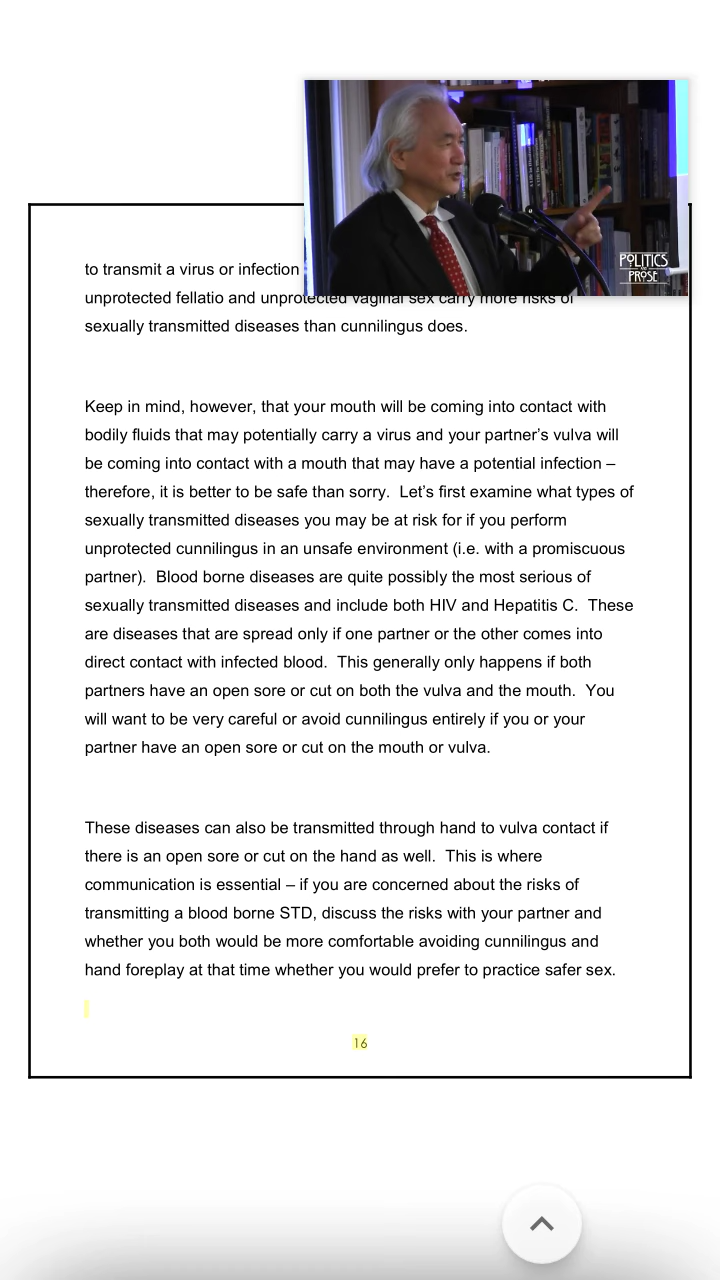 POLITICS
PROSE
to transmit a virus or infection
unprotected fellatio and unprotected vaginal sex carry more risks of
sexually transmitted diseases than cunnilingus does.
Keep in mind, however, that your mouth will be coming into contact with
bodily fluids that may potentially carry a virus and your partner’s vulva will
be coming into contact with a mouth that may have a potential infection –
therefore, it is better to be safe than sorry.  Let’s first examine what types of
sexually transmitted diseases you may be at risk for if you perform
unprotected cunnilingus in an unsafe environment (i.e. with a promiscuous
partner).  Blood borne diseases are quite possibly the most serious of
sexually transmitted diseases and include both HIV and Hepatitis C.  These
are diseases that are spread only if one partner or the other comes into
direct contact with infected blood.  This generally only happens if both
partners have an open sore or cut on both the vulva and the mouth.  You
will want to be very careful or avoid cunnilingus entirely if you or your
partner have an open sore or cut on the mouth or vulva.
These diseases can also be transmitted through hand to vulva contact if
there is an open sore or cut on the hand as well.  This is where
communication is essential – if you are concerned about the risks of
transmitting a blood borne STD, discuss the risks with your partner and
whether you both would be more comfortable avoiding cunnilingus and
hand foreplay at that time whether you would prefer to practice safer sex.
16